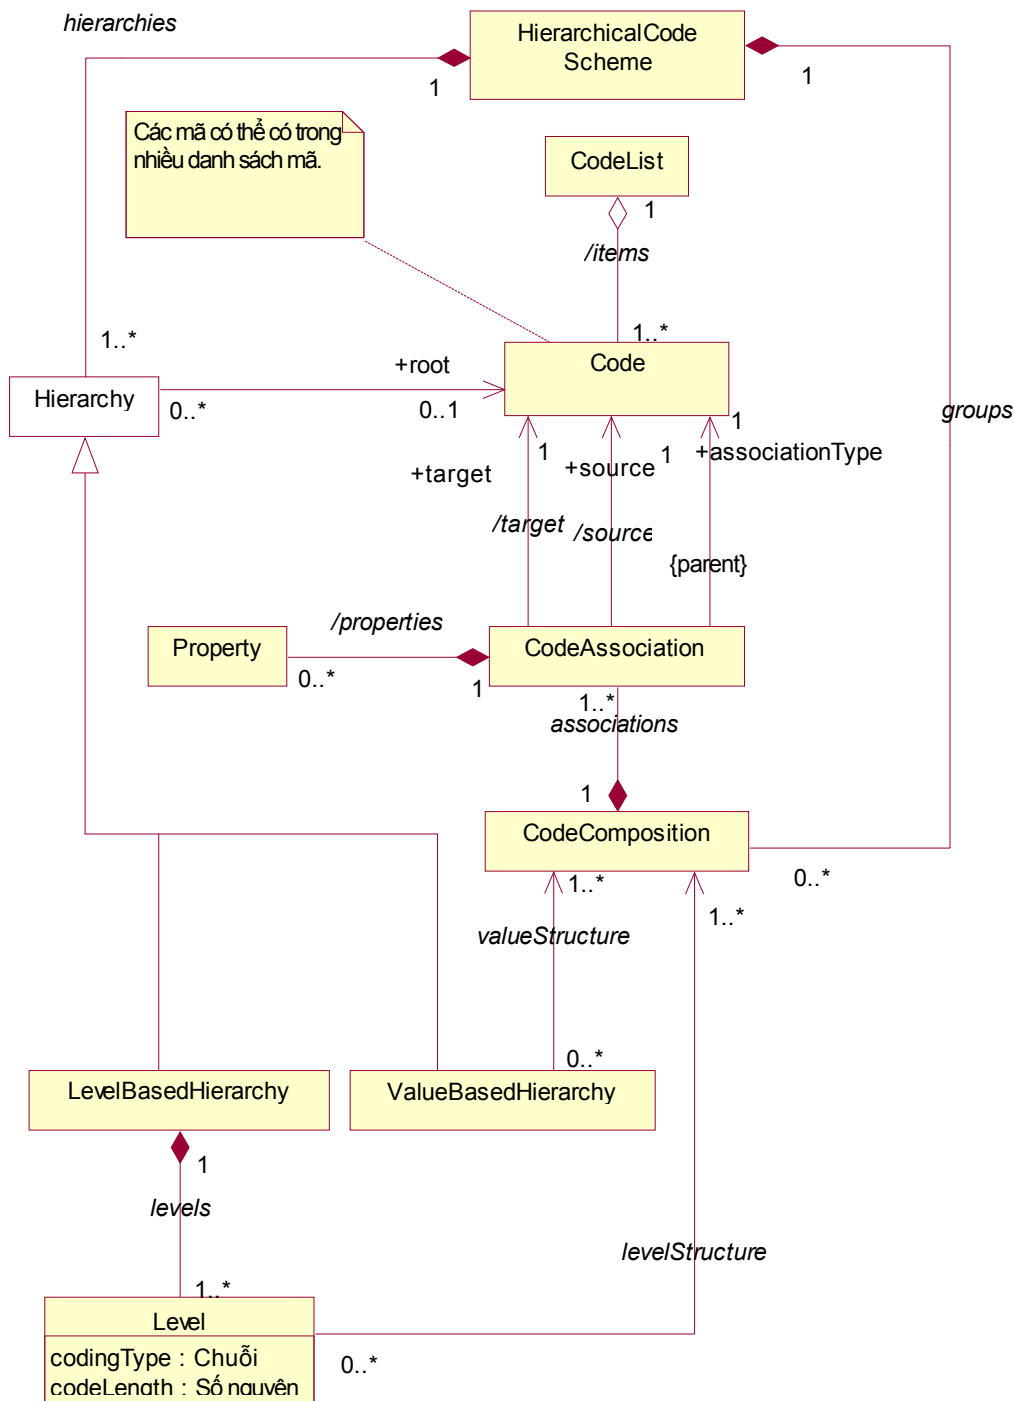 hierarchies
HierarchicalCode
Scheme
1
1
Các mã có thể có trong
nhiều danh sách mã.
CodeList
1
/items
1..*
1..*
Code
+root
Hierarchy
0..*
0..1
1
groups
+associationType
1
1
+source
+target
/target
/source
{parent}
/properties
Property
CodeAssociation
0..*
1
1..*
associations
1
CodeComposition
0..*
1..*
1..*
valueStructure
0..*
LevelBasedHierarchy
ValueBasedHierarchy
1
levels
levelStructure
1..*
Level
0..*
codingType : Chuỗi
codeLength : Số nguyên